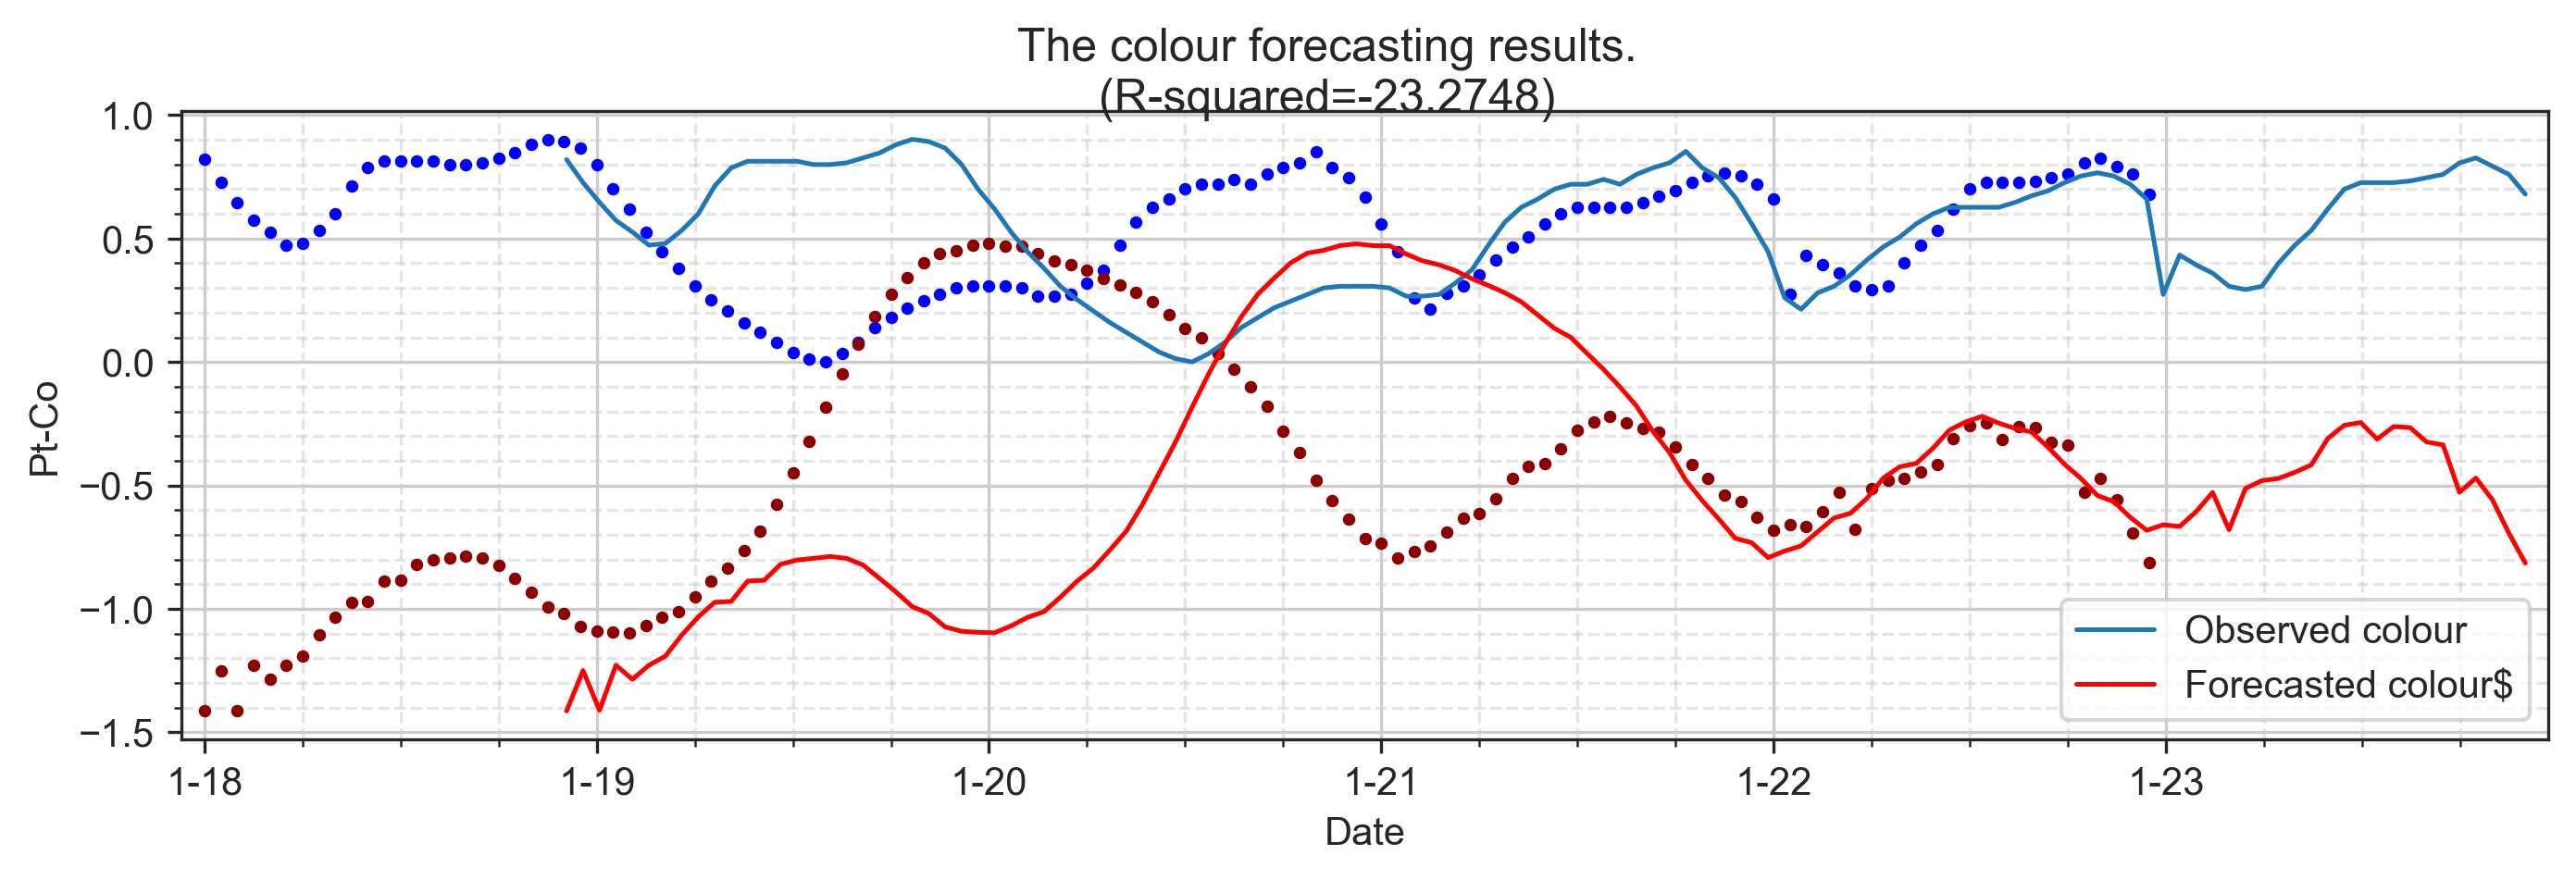 The colour forecasting results.
(R-squared=-23.2748)
1.0
0.5
0.0
−0.5
−1.0
−1.5
Pt-Co
1-18
1-19
1-20
1-21
1-22
1-23
Date
Observed colour
Forecasted colour$